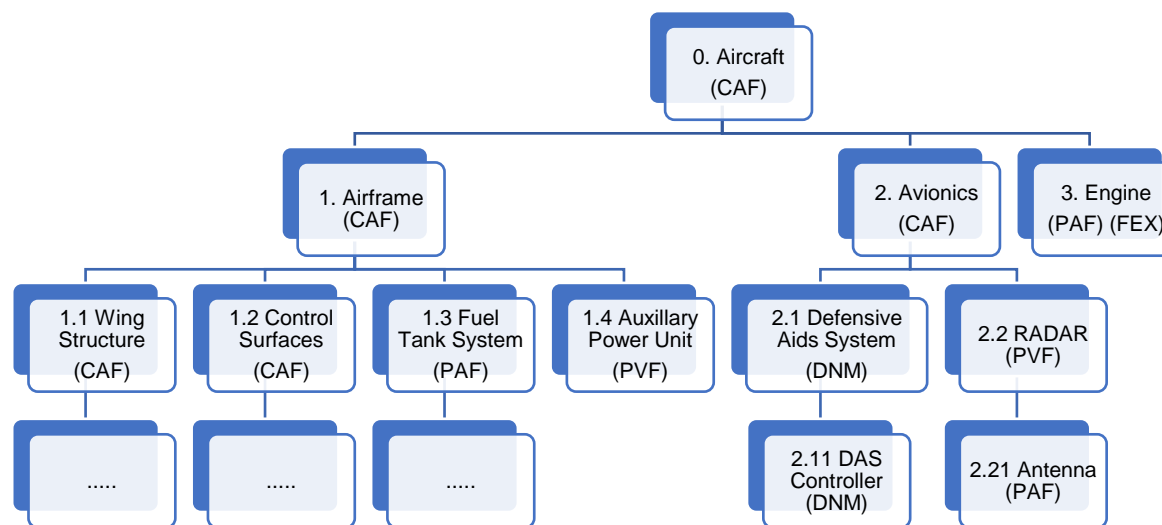 0. Aircraft
(CAF)
1. Airframe
(CAF)
2. Avionics
(CAF)
3. Engine
(PAF) (FEX)
1.1 Wing
Structure
(CAF)
1.2 Control
Surfaces
(CAF)
1.3 Fuel
Tank System
(PAF)
1.4 Auxillary
Power Unit
(PVF)
2.1 Defensive
Aids System
(DNM)
2.2 RADAR
(PVF)
.....
.....
.....
2.11 DAS
Controller
(DNM)
2.21 Antenna
(PAF)